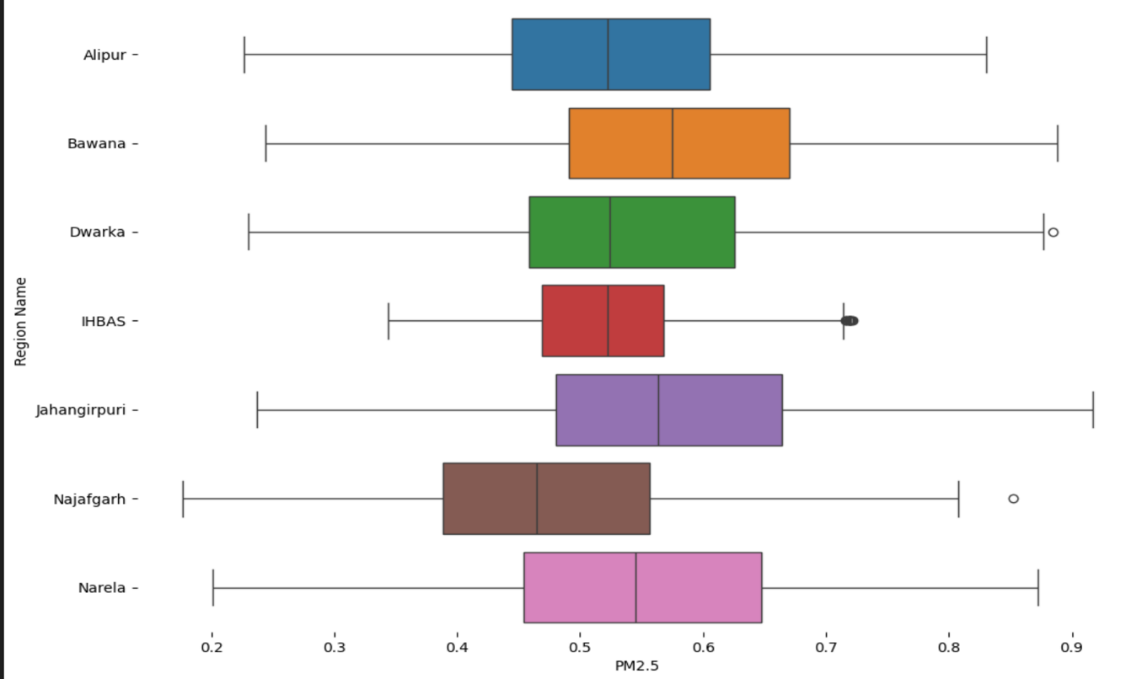 Alipur
Bawana
Dwarka
IHBAS
Jahangirpuri
Najafgarh
Narela
Region Name
0.2 0.3 0.4 0.5 0.6 0.7 0.8 0.9
PM2.5